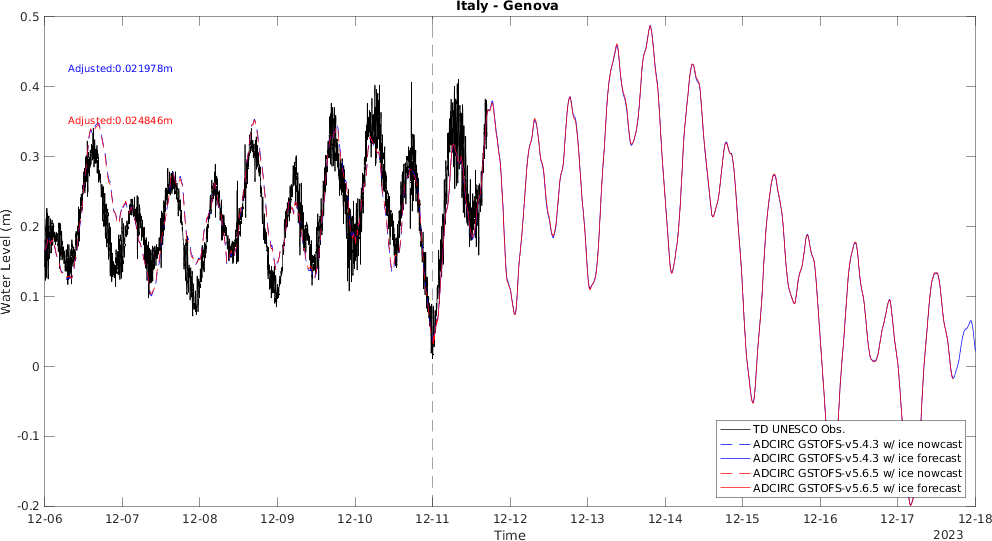 Italy - Genova
0.5
Adjusted:0.021978m
0.4
Adjusted:0.024846m
0.3
0.2
0.1
0
-0.1
-0.2
Water Level (m)
TD UNESCO Obs.
ADCIRC GSTOFS-v5.4.3 w/ ice nowcast
ADCIRC GSTOFS-v5.4.3 w/ ice forecast
ADCIRC GSTOFS-v5.6.5 w/ ice nowcast
ADCIRC GSTOFS-v5.6.5 w/ ice forecast
12-06 12-07 12-08 12-09 12-10 12-11 12-12 12-13 12-14 12-15 12-16 12-17 12-18
Time
2023